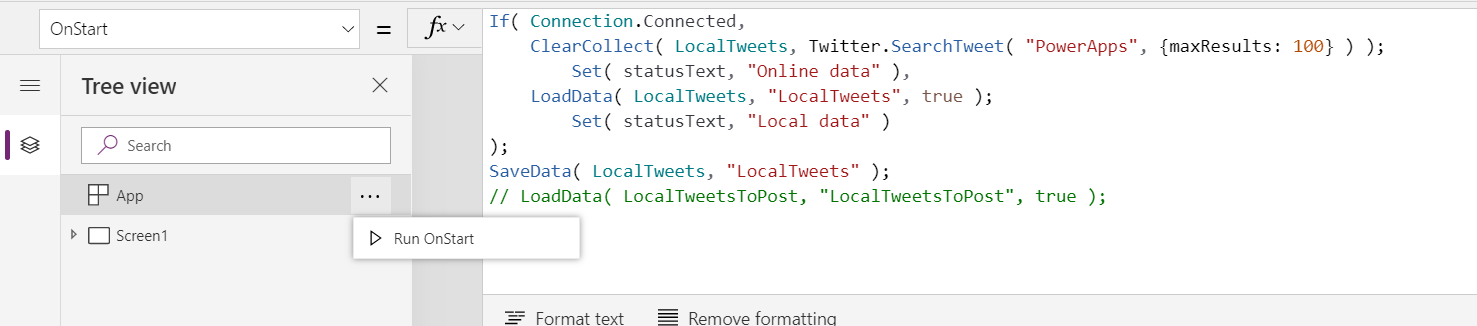 OnStart
=
fx
If( Connection.Connected,
ClearCollect( LocalTweets, Twitter.SearchTweet( "PowerApps", {maxResults: 100} ) );
Set( statusText, "Online data" ),
LoadData( LocalTweets, "LocalTweets", true );
Set( statusText, "Local data" )
);
SaveData( LocalTweets, "LocalTweets" );
// LoadData( LocalTweetsToPost, "LocalTweetsToPost", true );
Tree view
Search
App
...
Screen1
Run OnStart
Format text
Remove formatting